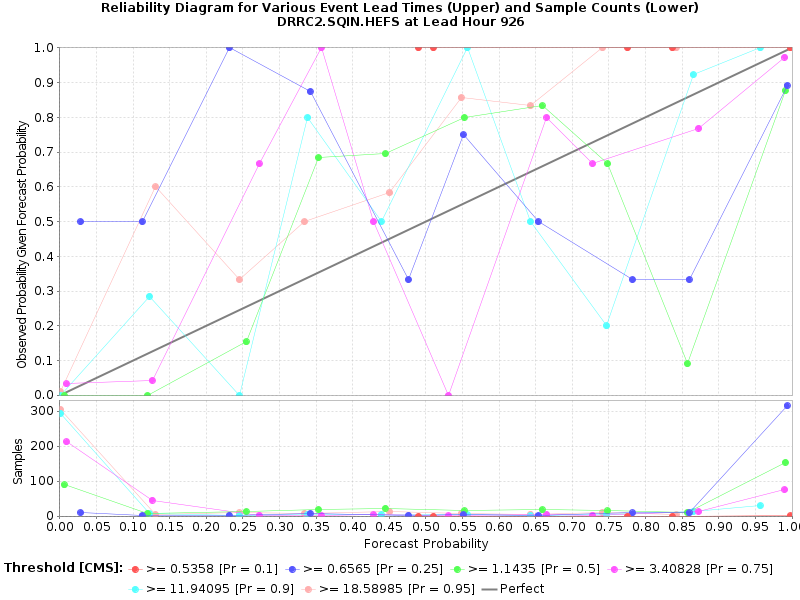 Reliability Diagram for Various Event Lead Times (Upper) and Sample Counts (Lower)
DRRC2.SQIN.HEFS at Lead Hour 926
Observed Probability Given Forecast Probability
1.0
0.9
0.8
0.7
0.6
0.5
0.4
0.3
0.2
0.1
0.0
Samples
300
200
100
0
0.00 0.05 0.10 0.15 0.20 0.25 0.30 0.35 0.40 0.45 0.50 0.55 0.60 0.65 0.70 0.75 0.80 0.85 0.90 0.95 1.0
Forecast Probability
Threshold [CMS]: >= 0.5358 [Pr = 0.1] >= 0.6565 [Pr = 0.25] >= 1.1435 [Pr = 0.5] >= 3.40828 [Pr = 0.75]
>= 11.94095 [Pr = 0.9] >= 18.58985 [Pr = 0.95] Perfect